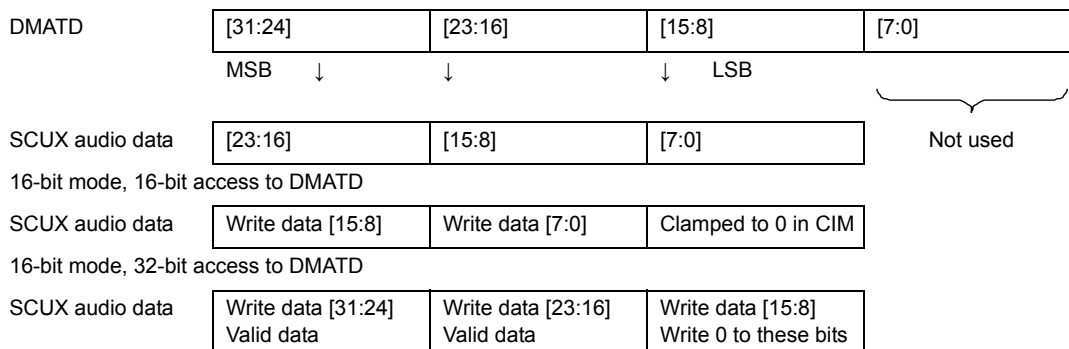 DMATD [31:24] [23:16] [15:8] [7:0]
MSB ↓ ↓ ↓ LSB
SCUX audio data [23:16] [15:8] [7:0] Not used
16-bit mode, 16-bit access to DMATD
SCUX audio data Write data [15:8] Write data [7:0] Clamped to 0 in CIM
16-bit mode, 32-bit access to DMATD
SCUX audio data Write data [31:24] Write data [23:16] Write data [15:8]
Valid data Valid data Write 0 to these bits